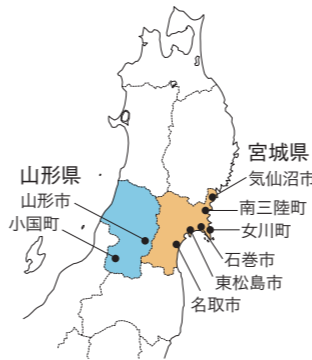 宮城県
気仙沼市
山形県
山形市
南三陸町
小国町
女川町
石巻市
東松島市
名取市